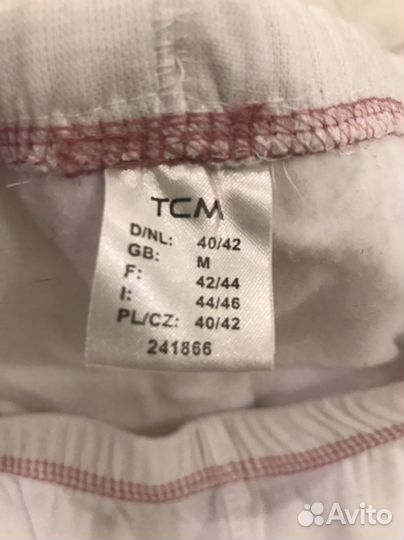 TCM
D/NL: 40/42
GB: M
F: 42/44
I: 44/46
PL/CZ: 40/42
241866
Avito